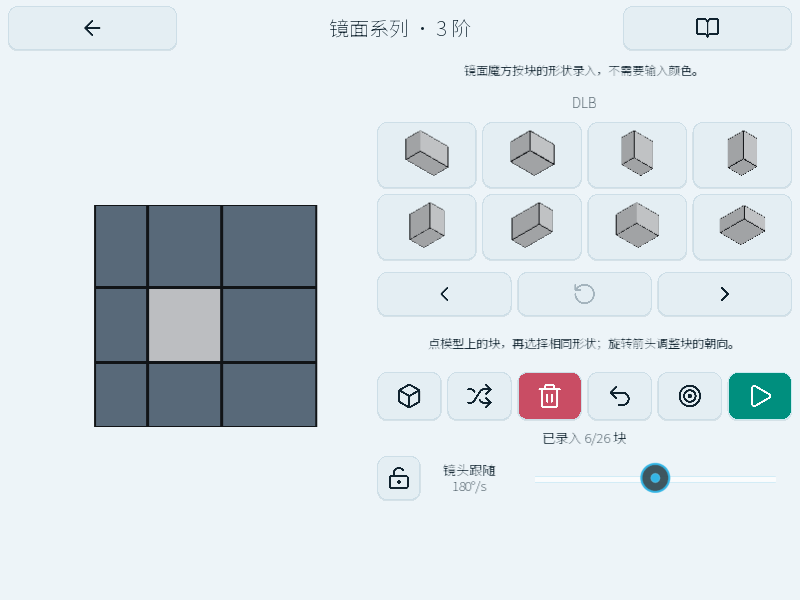 镜面系列 · 3 阶
镜面魔方按块的形状录入，不需要输入颜色。
DLB
点模型上的块，再选择相同形状；旋转箭头调整块的朝向。
已录入 6/26 块
镜头跟随
180°/s